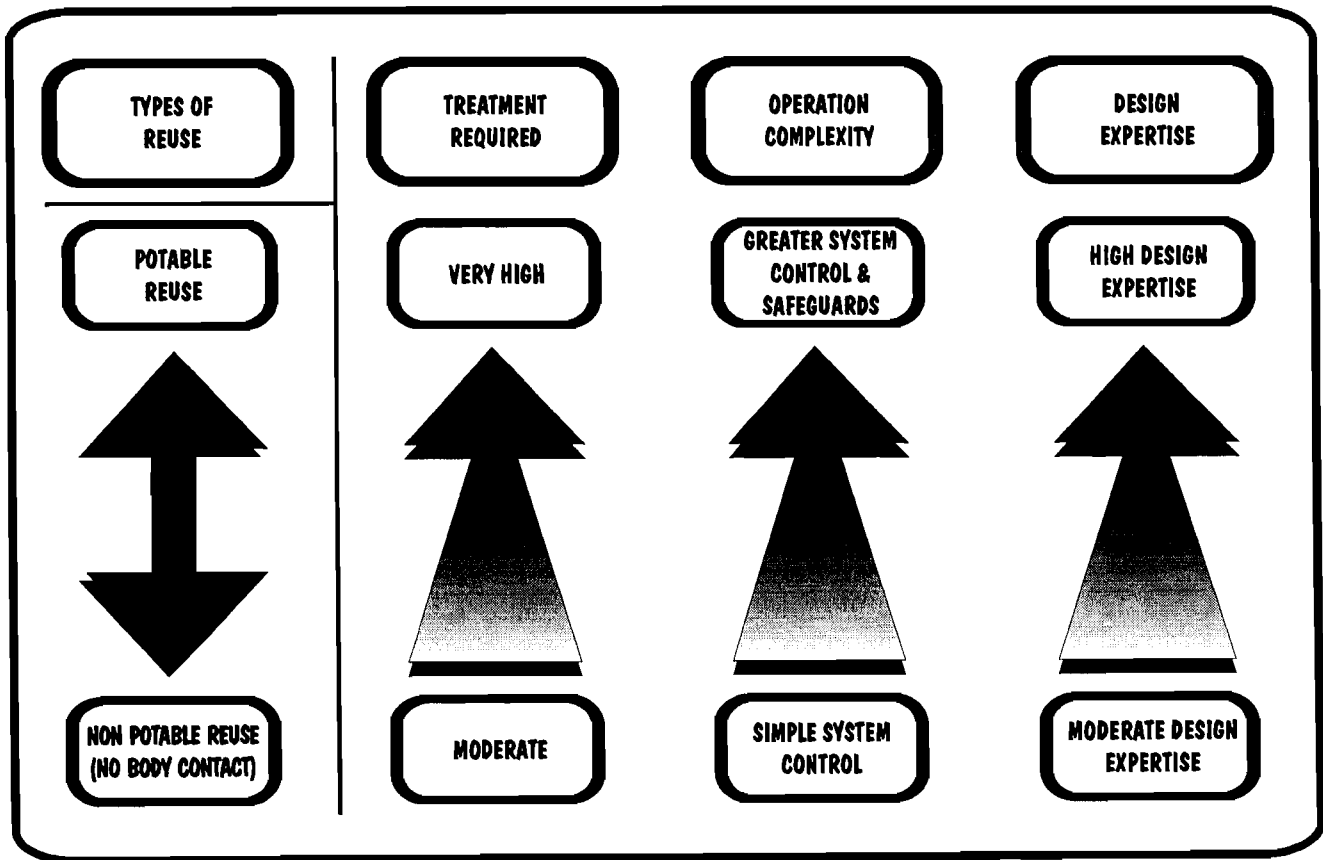 TYPES OF
REUSE
TREATMENT
REQUIRED
OPERATION
COMPLEXITY
DESIGN
EXPERTISE
POTABLE
REUSE
VERY HIGH
GREATER SYSTEM
CONTROL &
SAFEGUARDS
HIGH DESIGN
EXPERTISE
NON POTABLE REUSE
(NO BODY CONTACT)
MODERATE
SIMPLE SYSTEM
CONTROL
MODERATE DESIGN
EXPERTISE